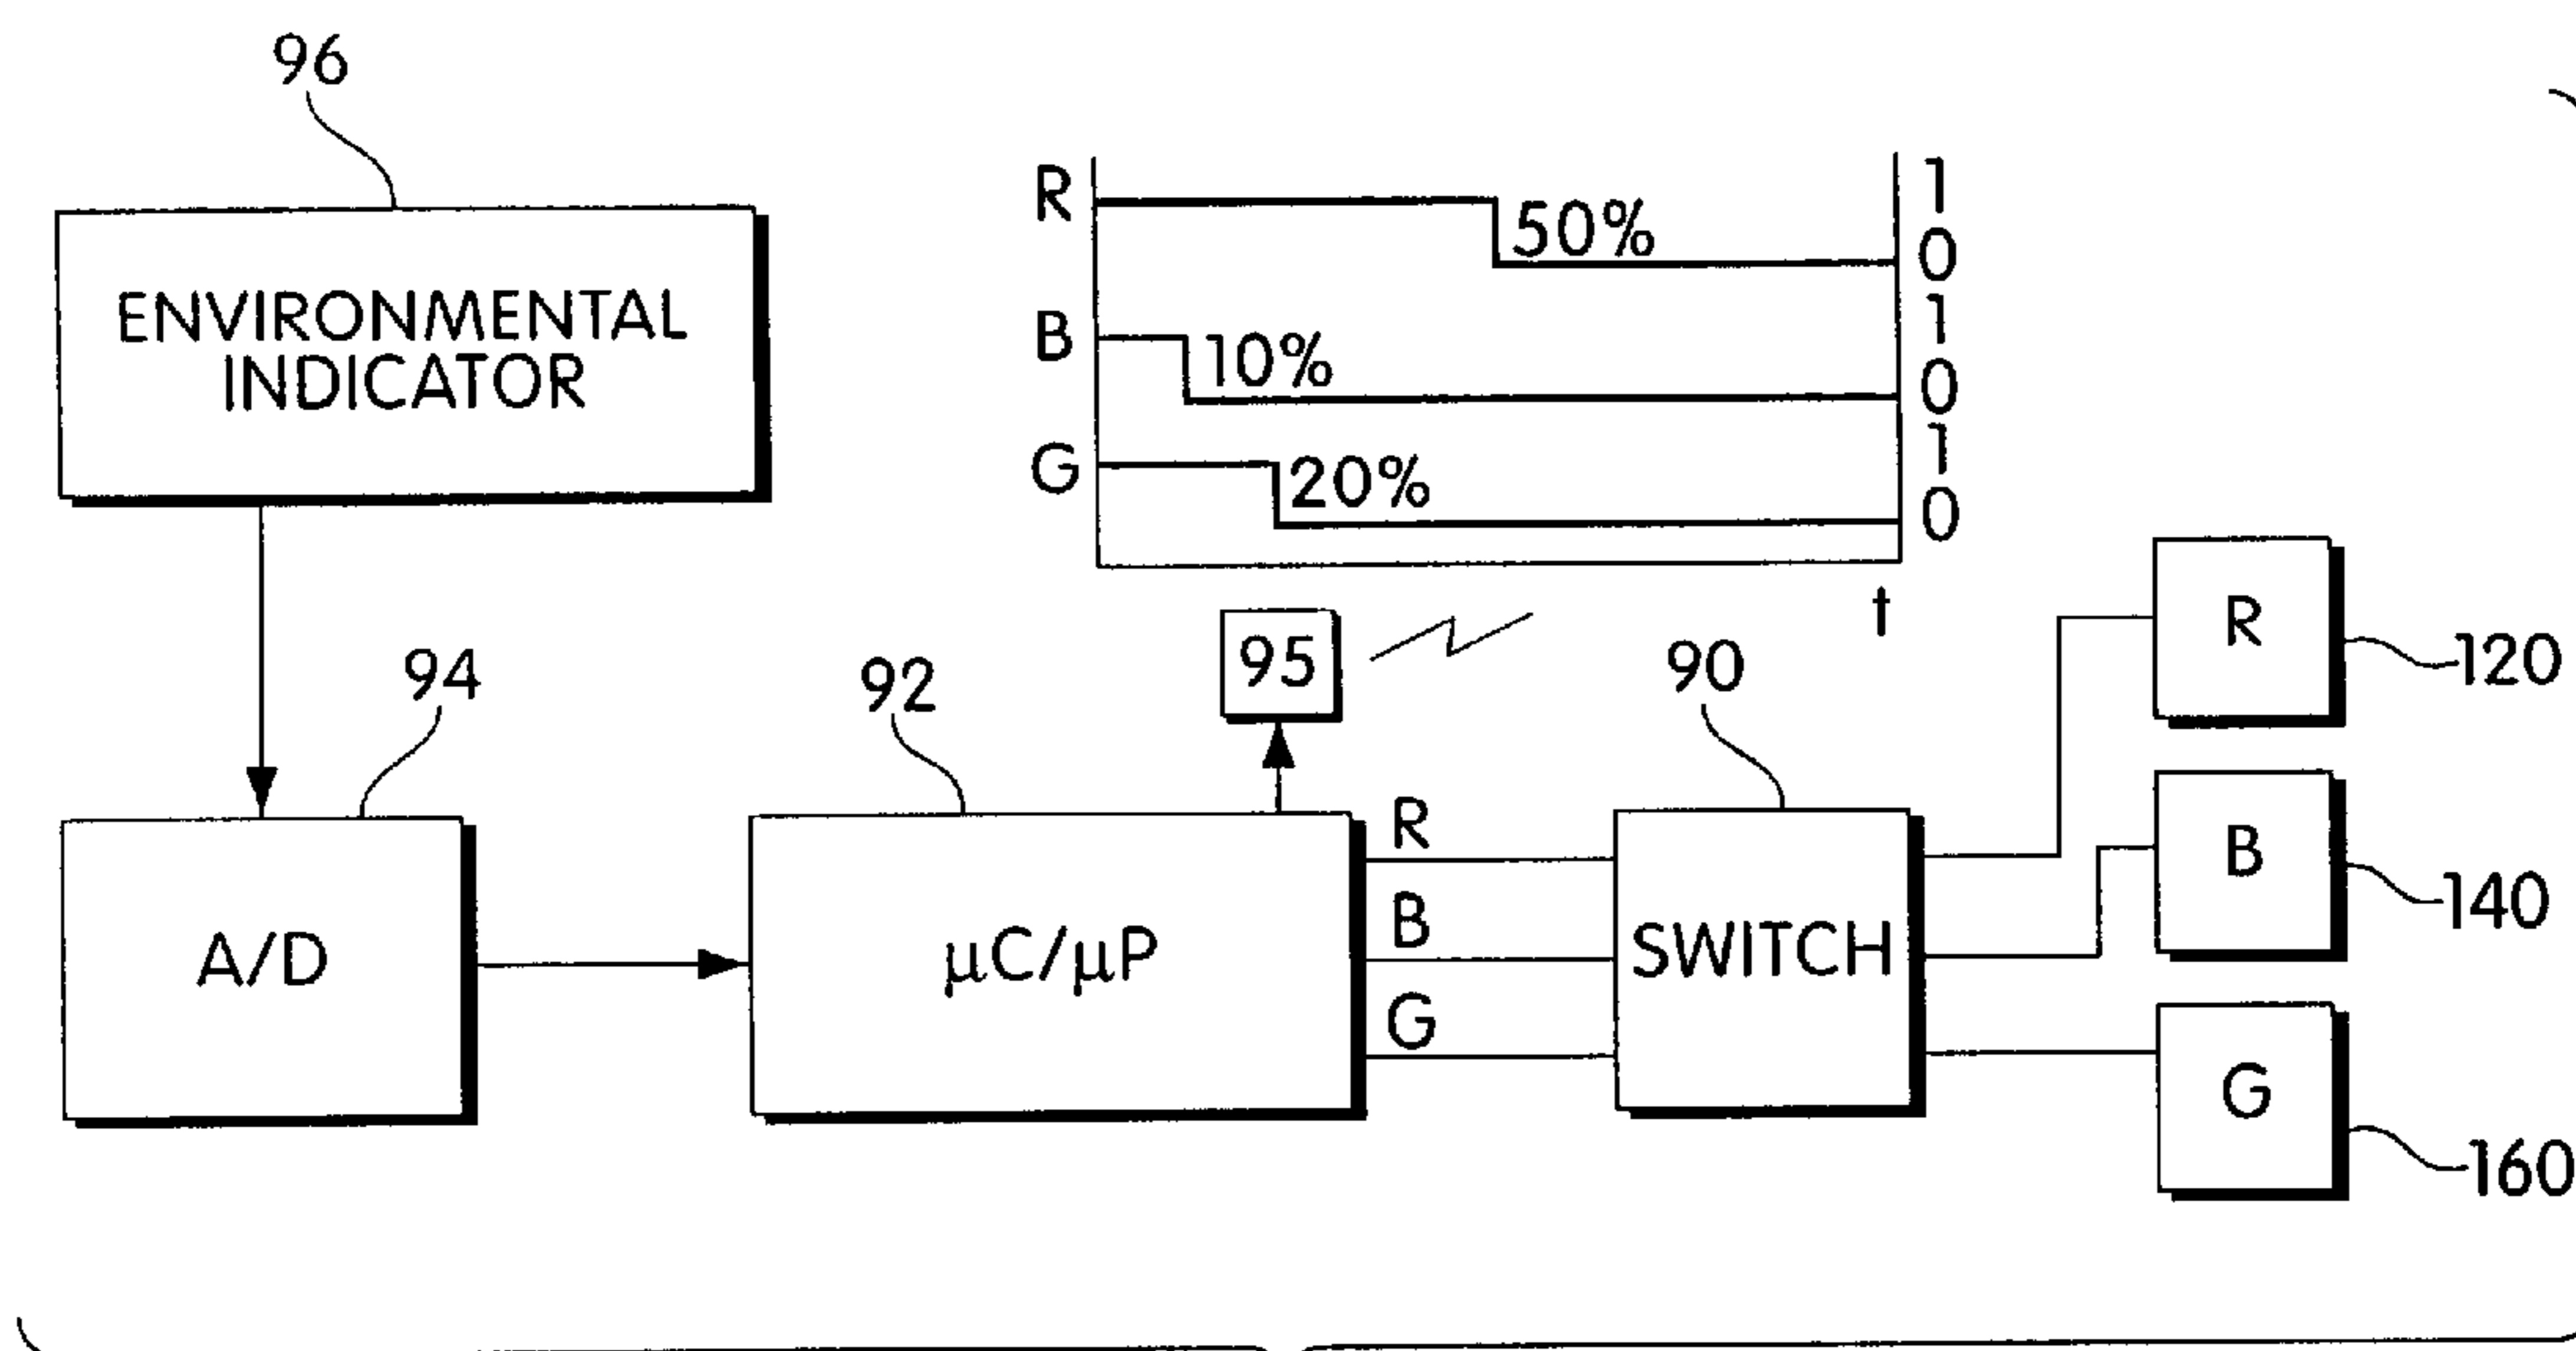 96
ENVIRONMENTAL
INDICATOR
R
50%
1
0
B
10%
1
0
G
20%
1
0
t
94
92
95
90
A/D
µC/µP
R
B
G
SWITCH
R
120
B
140
G
160